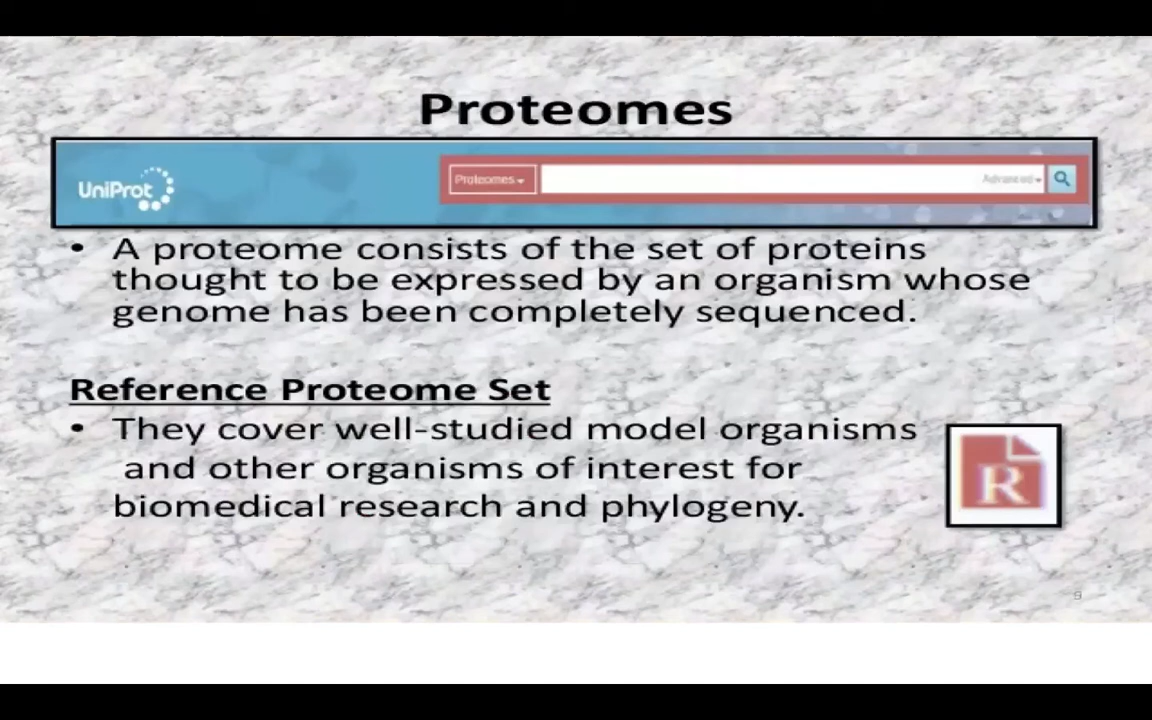 Proteomes
UniProt
Proteomes
Advanced
• A proteome consists of the set of proteins
thought to be expressed by an organism whose
genome has been completely sequenced.
Reference Proteome Set
• They cover well-studied model organisms
and other organisms of interest for
biomedical research and phylogeny.
R
9